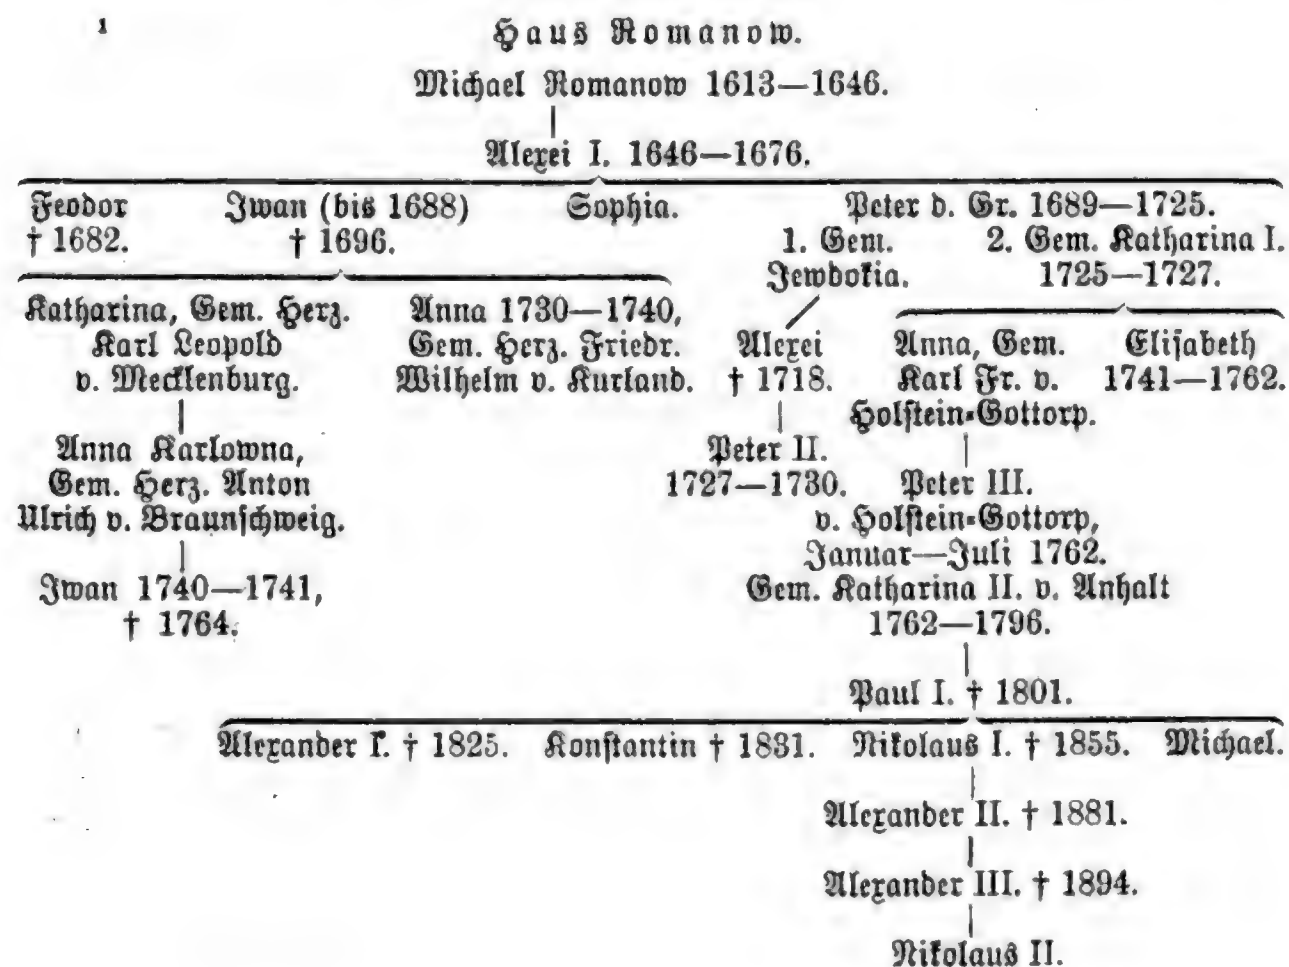 1
Haus Romanow.
Michael Romanow 1613—1646.
Alexei I. 1646—1676.
Feodor Iwan (bis 1688) Sophia. Peter d. Gr. 1689—1725.
† 1682. † 1696. 1. Gem. 2. Gem. Katharina I.
Jewdokia. 1725—1727.
Katharina, Gem. Herz. Anna 1730—1740,
Karl Leopold Gem. Herz. Friedr. Alexei Anna, Gem. Elisabeth
v. Mecklenburg. Wilhelm v. Kurland. † 1718. Karl Fr. v. 1741—1762.
Holstein-Gottorp.
Anna Karlowna, Peter II.
Gem. Herz. Anton 1727—1730. Peter III.
Ulrich v. Braunschweig. v. Holstein-Gottorp,
Januar—Juli 1762.
Iwan 1740—1741, Gem. Katharina II. v. Anhalt
† 1764. 1762—1796.
Paul I. † 1801.
Alexander I. † 1825. Konstantin † 1831. Nikolaus I. † 1855. Michael.
Alexander II. † 1881.
Alexander III. † 1894.
Nikolaus II.